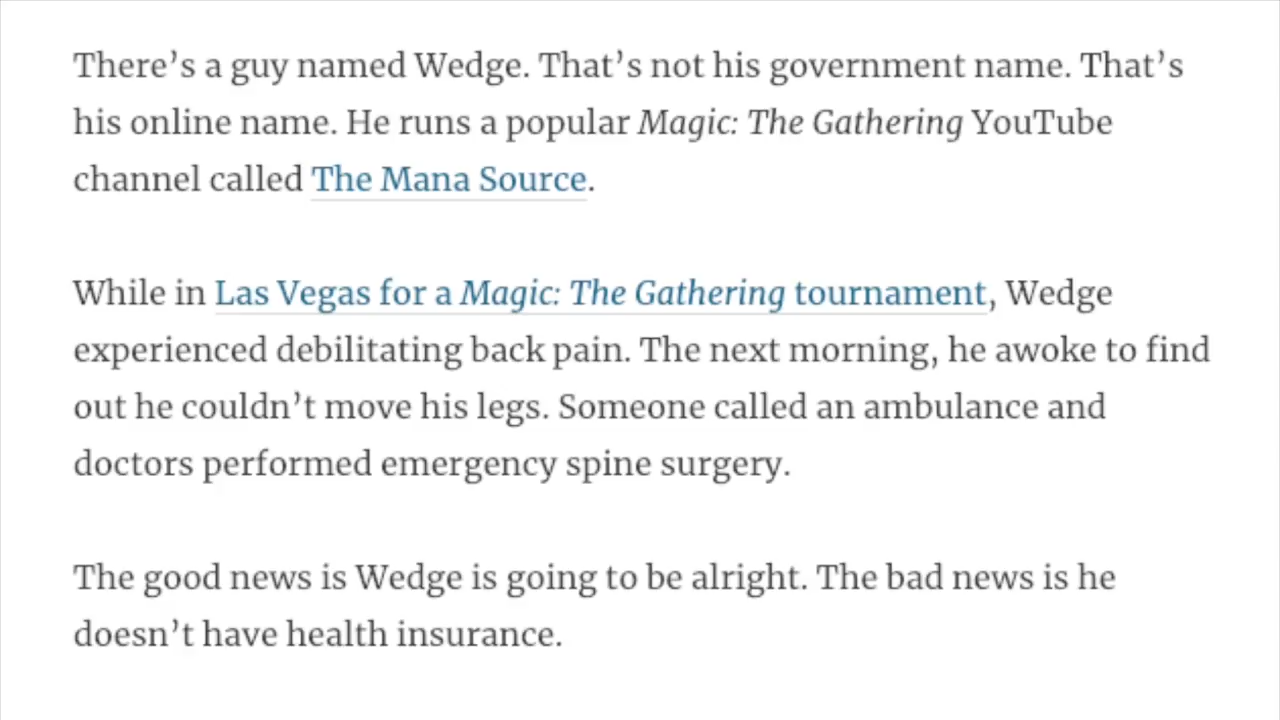 There’s a guy named Wedge. That’s not his government name. That’s
his online name. He runs a popular Magic: The Gathering YouTube
channel called The Mana Source.
While in Las Vegas for a Magic: The Gathering tournament, Wedge
experienced debilitating back pain. The next morning, he awoke to find
out he couldn’t move his legs. Someone called an ambulance and
doctors performed emergency spine surgery.
The good news is Wedge is going to be alright. The bad news is he
doesn’t have health insurance.